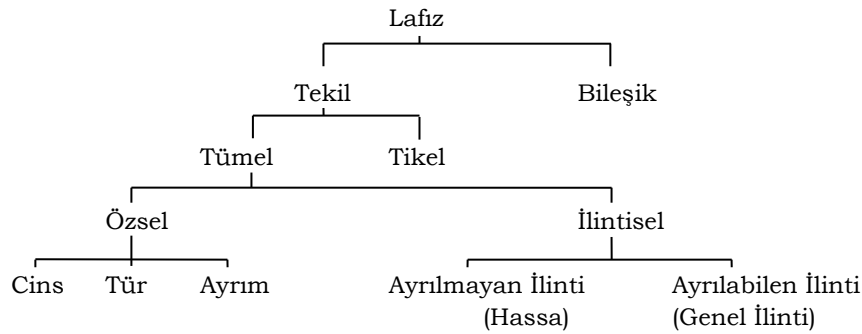 Lafız
Tekil Bileşik
Tümel Tikel
Özsel İlintisel
Cins Tür Ayrım Ayrılmayan İlinti Ayrılabilen İlinti
(Hassa) (Genel İlinti)